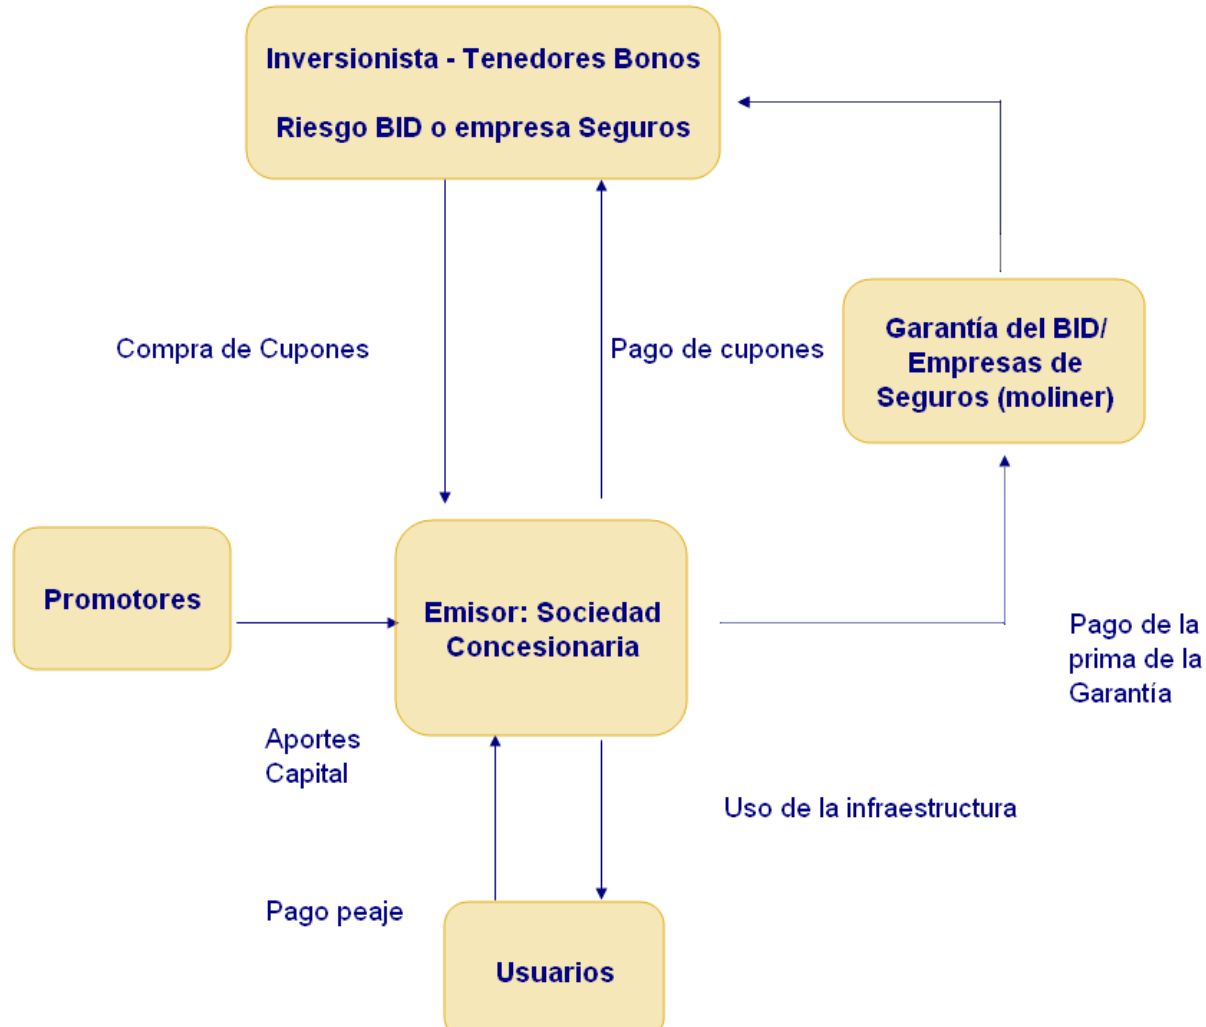 Inversionista - Tenedores Bonos
Riesgo BID o empresa Seguros
Garantía del BID/
Empresas de
Seguros (moliner)
Compra de Cupones
Pago de cupones
Promotores
Emisor: Sociedad
Concesionaria
Pago de la
prima de la
Garantía
Aportes
Capital
Uso de la infraestructura
Pago peaje
Usuarios